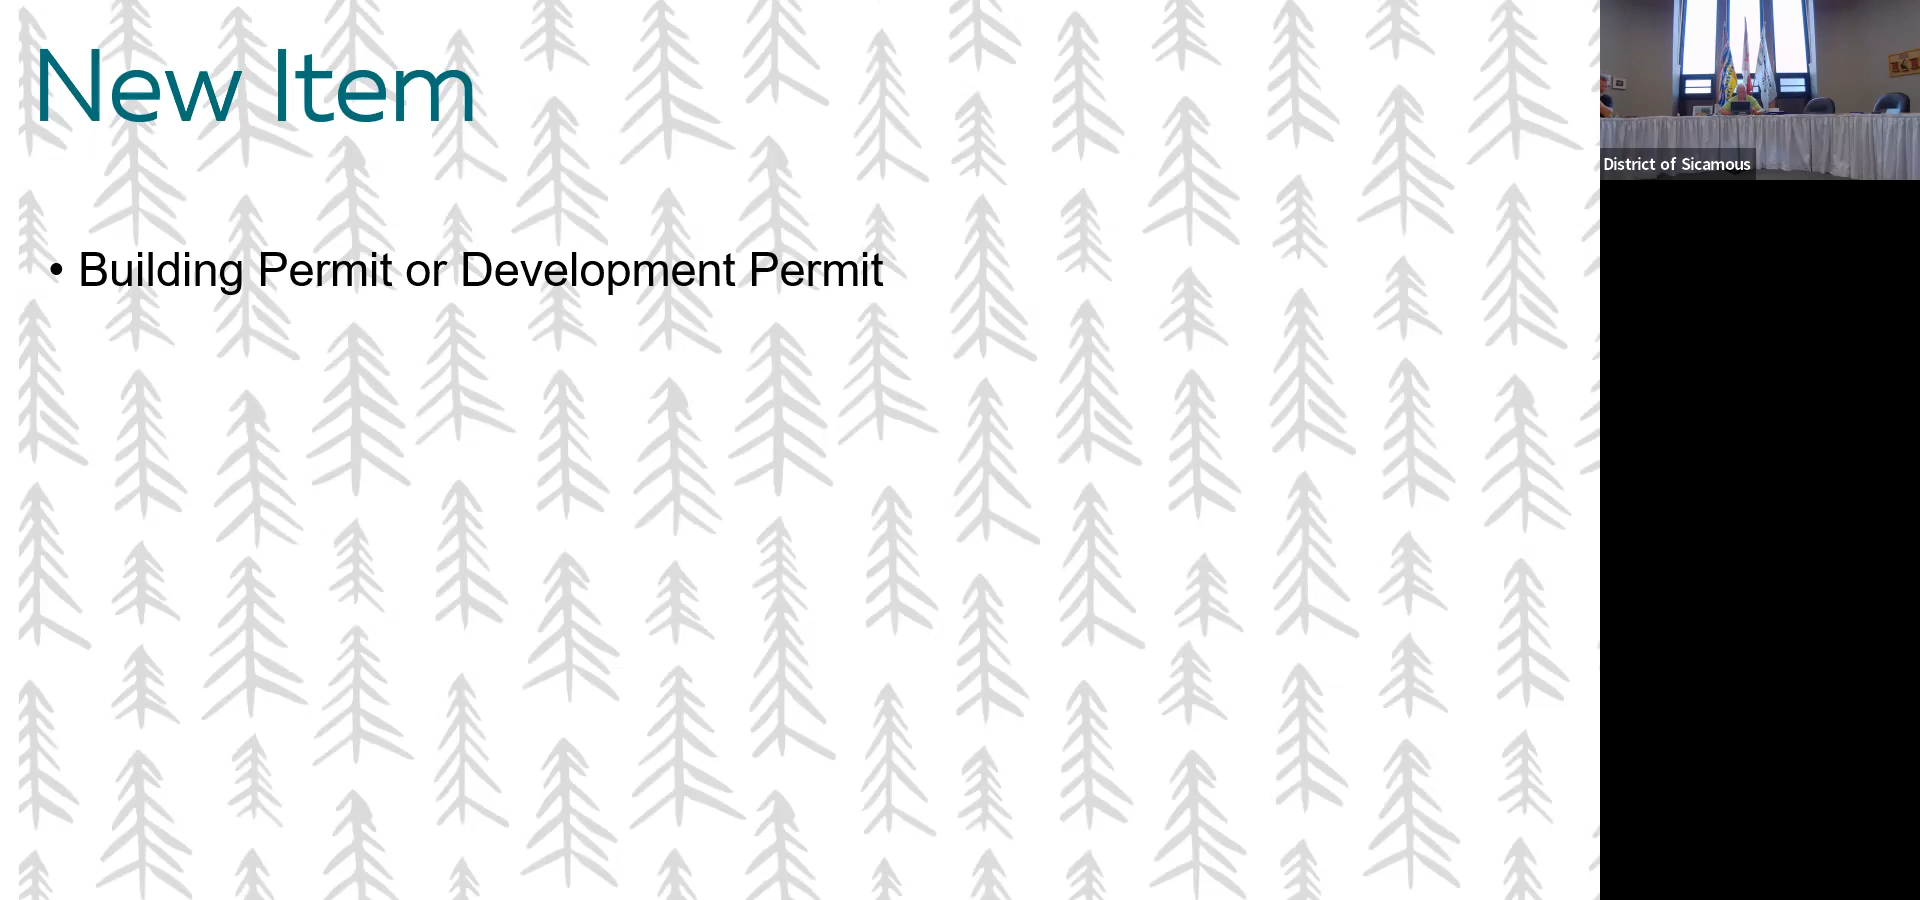 New Item
• Building Permit or Development Permit
District of Sicamous